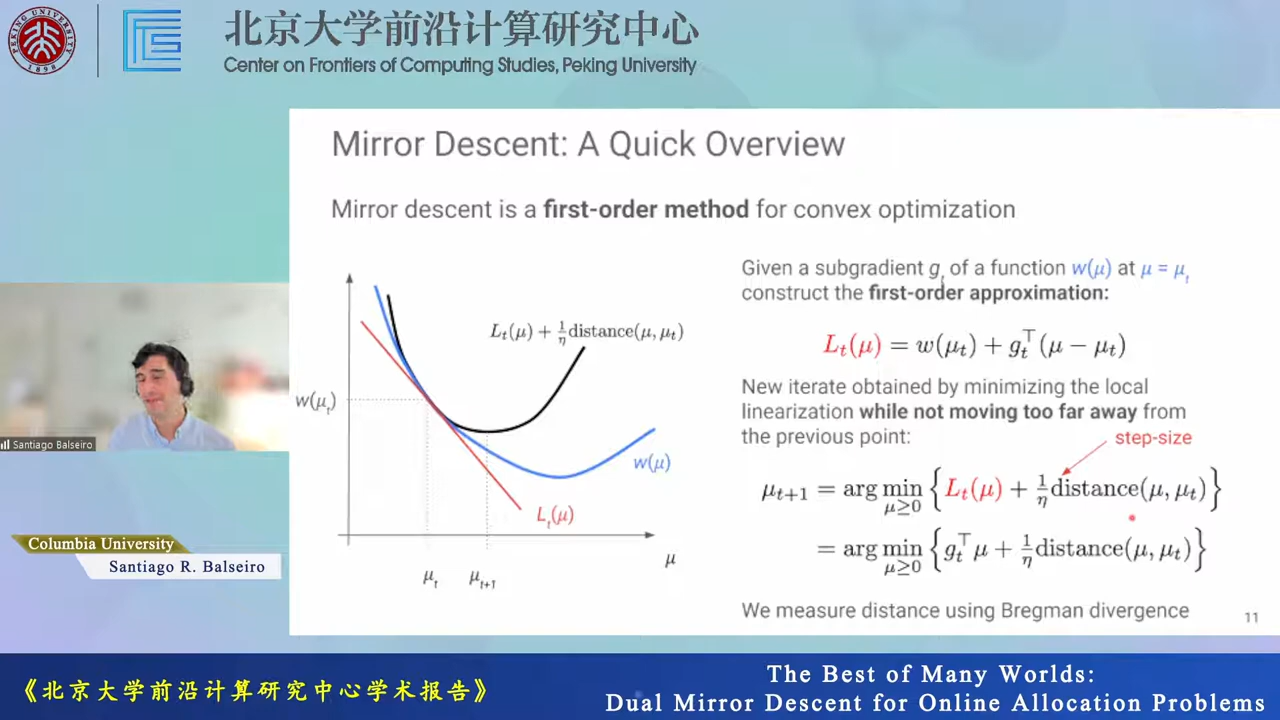 PEKING UNIVERSITY
1898
北京大学前沿计算研究中心
Center on Frontiers of Computing Studies, Peking University
Mirror Descent: A Quick Overview
Mirror descent is a first-order method for convex optimization
L_t(μ) + 1/η distance(μ, μ_t)
w(μ_t)
w(μ)
L_t(μ)
μ
μ_t
μ_{t+1}
Given a subgradient g_t of a function w(μ) at μ = μ_t
construct the first-order approximation:
L_t(μ) = w(μ_t) + g_t^⊤(μ − μ_t)
New iterate obtained by minimizing the local
linearization while not moving too far away from
the previous point:
step-size
μ_{t+1} = arg min_{μ≥0} {L_t(μ) + 1/η distance(μ, μ_t)}
= arg min_{μ≥0} {g_t^⊤ μ + 1/η distance(μ, μ_t)}
We measure distance using Bregman divergence
11
Santiago Balseiro
Columbia University
Santiago R. Balseiro
《北京大学前沿计算研究中心学术报告》
The Best of Many Worlds:
Dual Mirror Descent for Online Allocation Problems